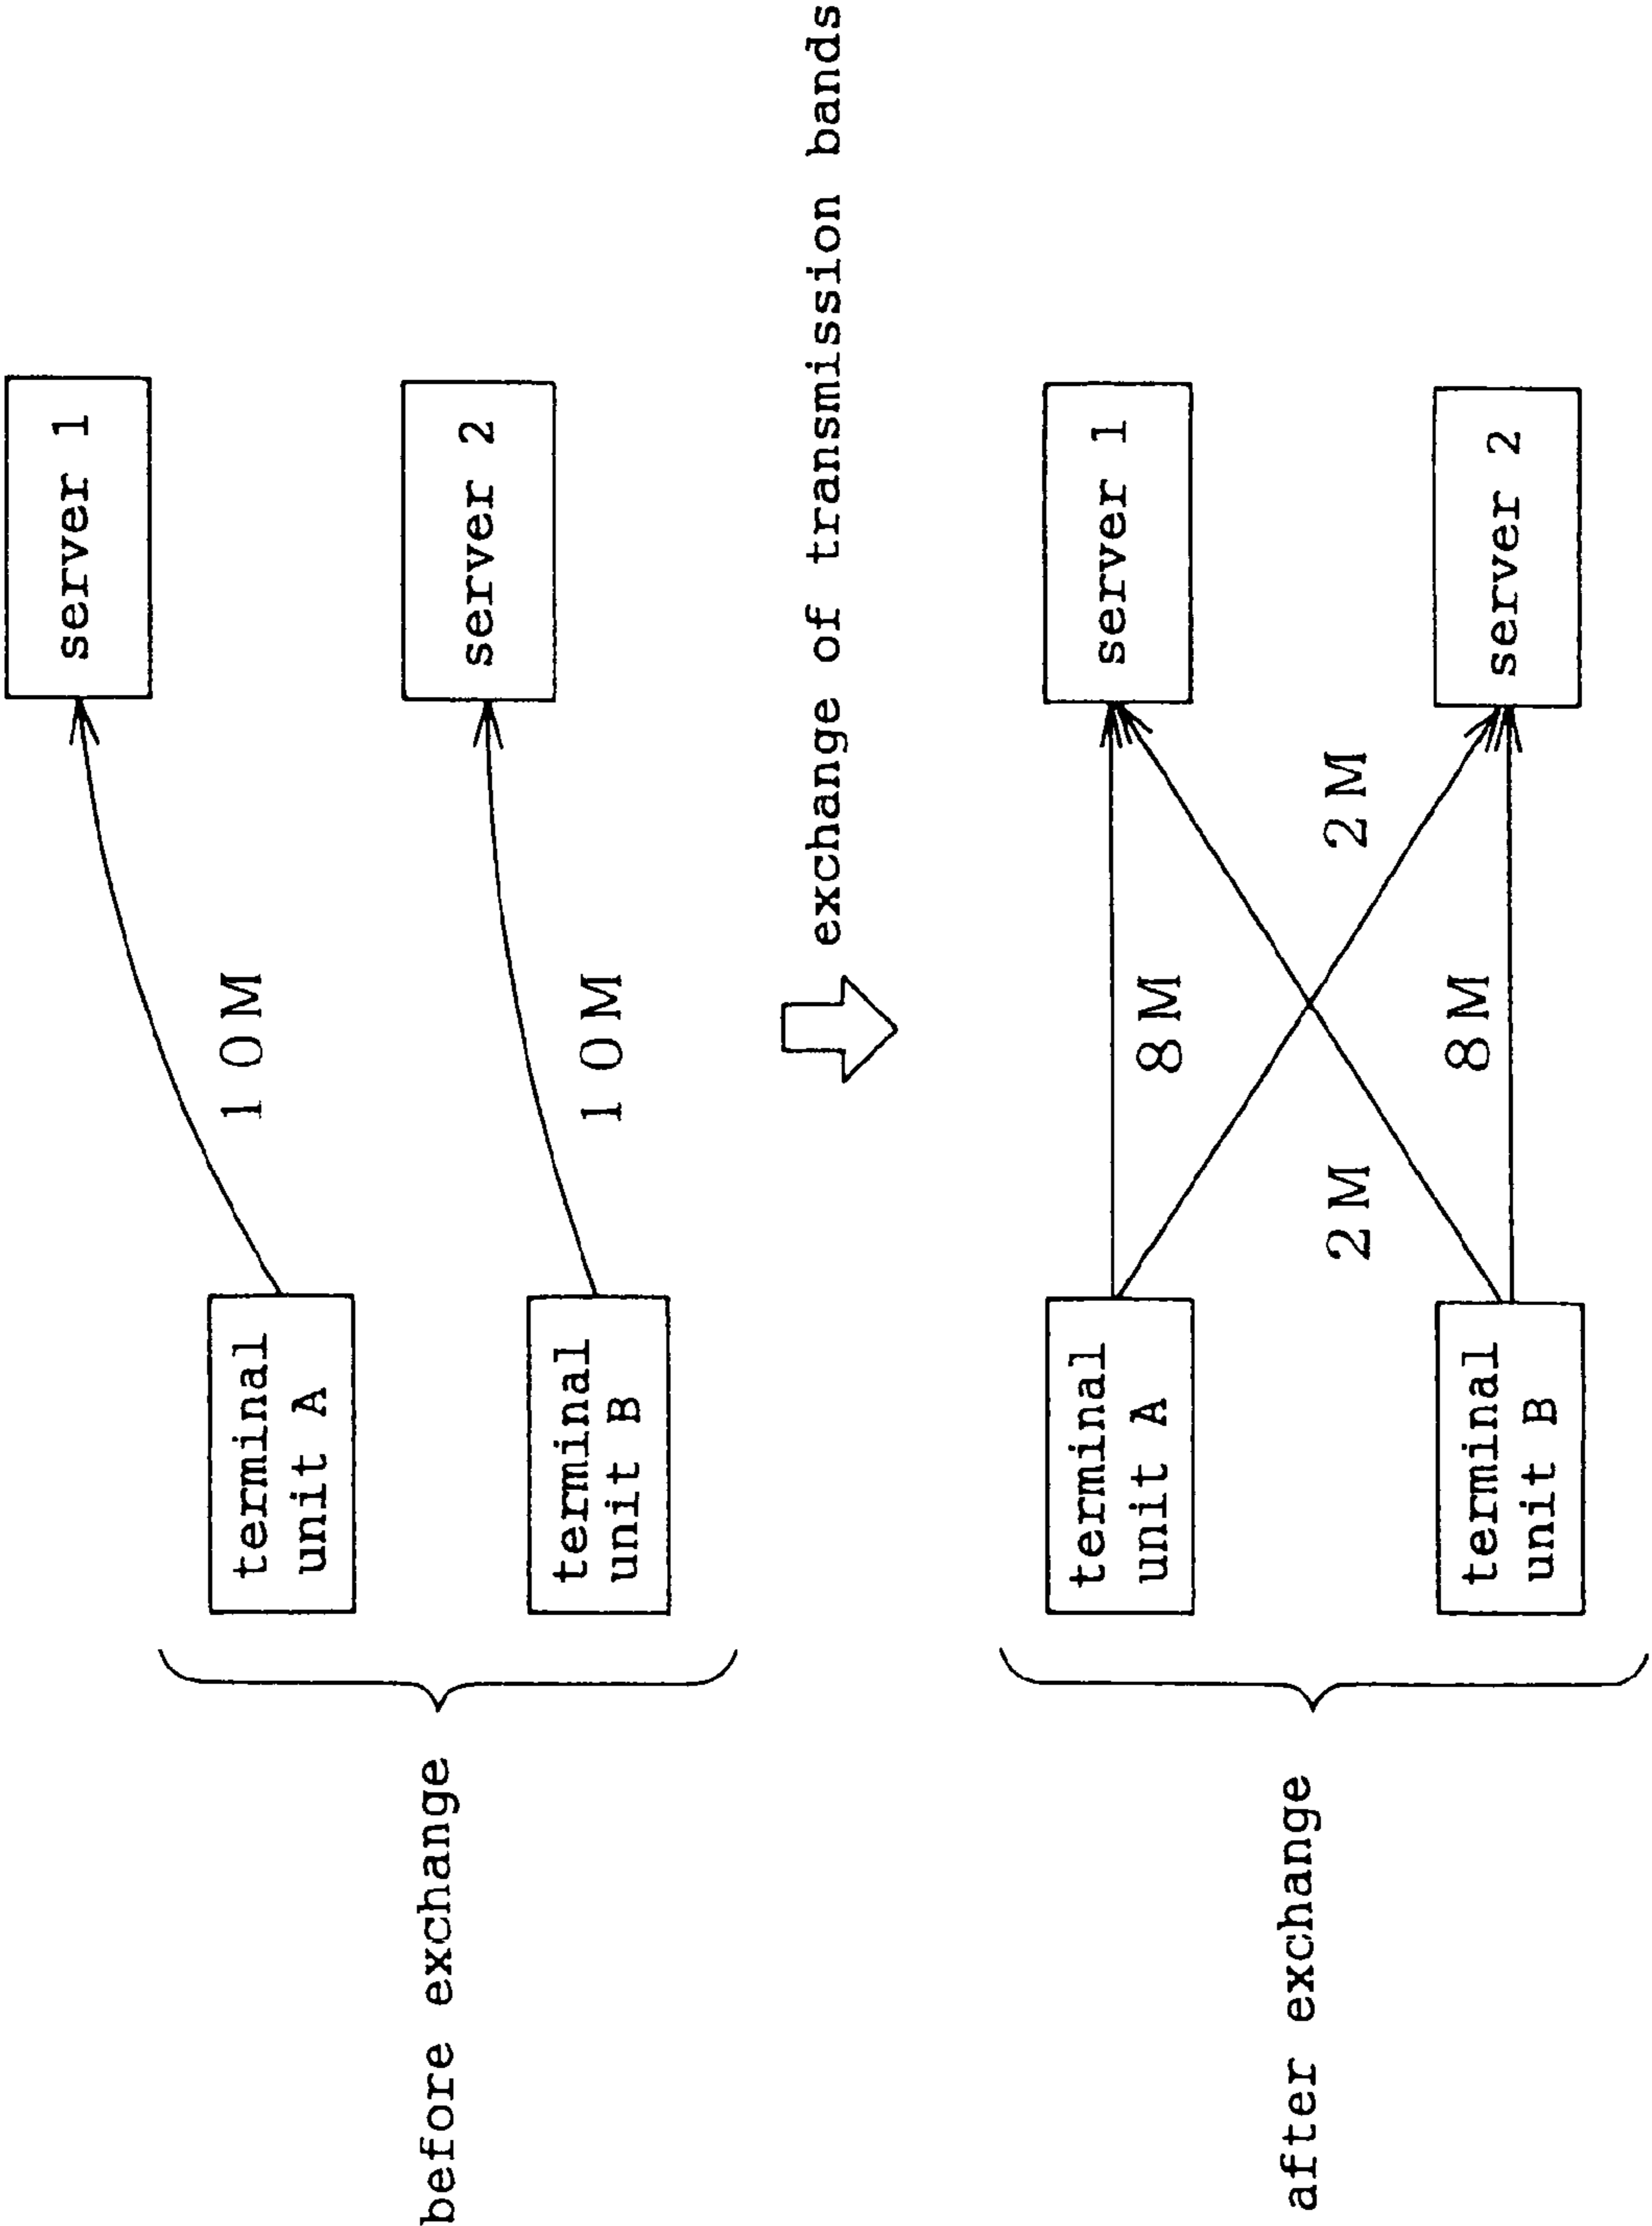 before exchange
terminal
unit A
10M
server 1
terminal
unit B
10M
server 2
exchange of transmission bands
after exchange
terminal
unit A
8M
server 1
2M
2M
terminal
unit B
8M
server 2